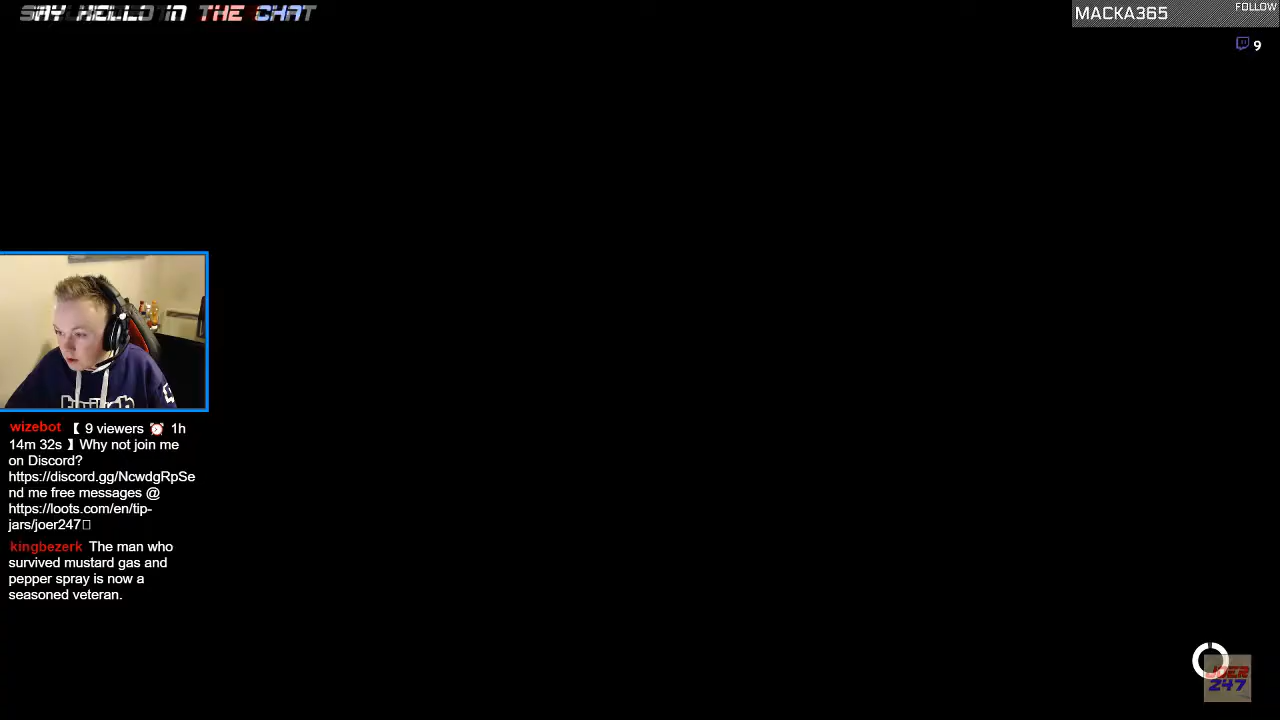 SAY HELLO IN THE CHAT
MACKA365
FOLLOW
9
wizebot 【 9 viewers ⏰ 1h
14m 32s 】Why not join me
on Discord?
https://discord.gg/NcwdgRpSe
nd me free messages @
https://loots.com/en/tip-
jars/joer247
kingbezerk The man who
survived mustard gas and
pepper spray is now a
seasoned veteran.
JOER
247